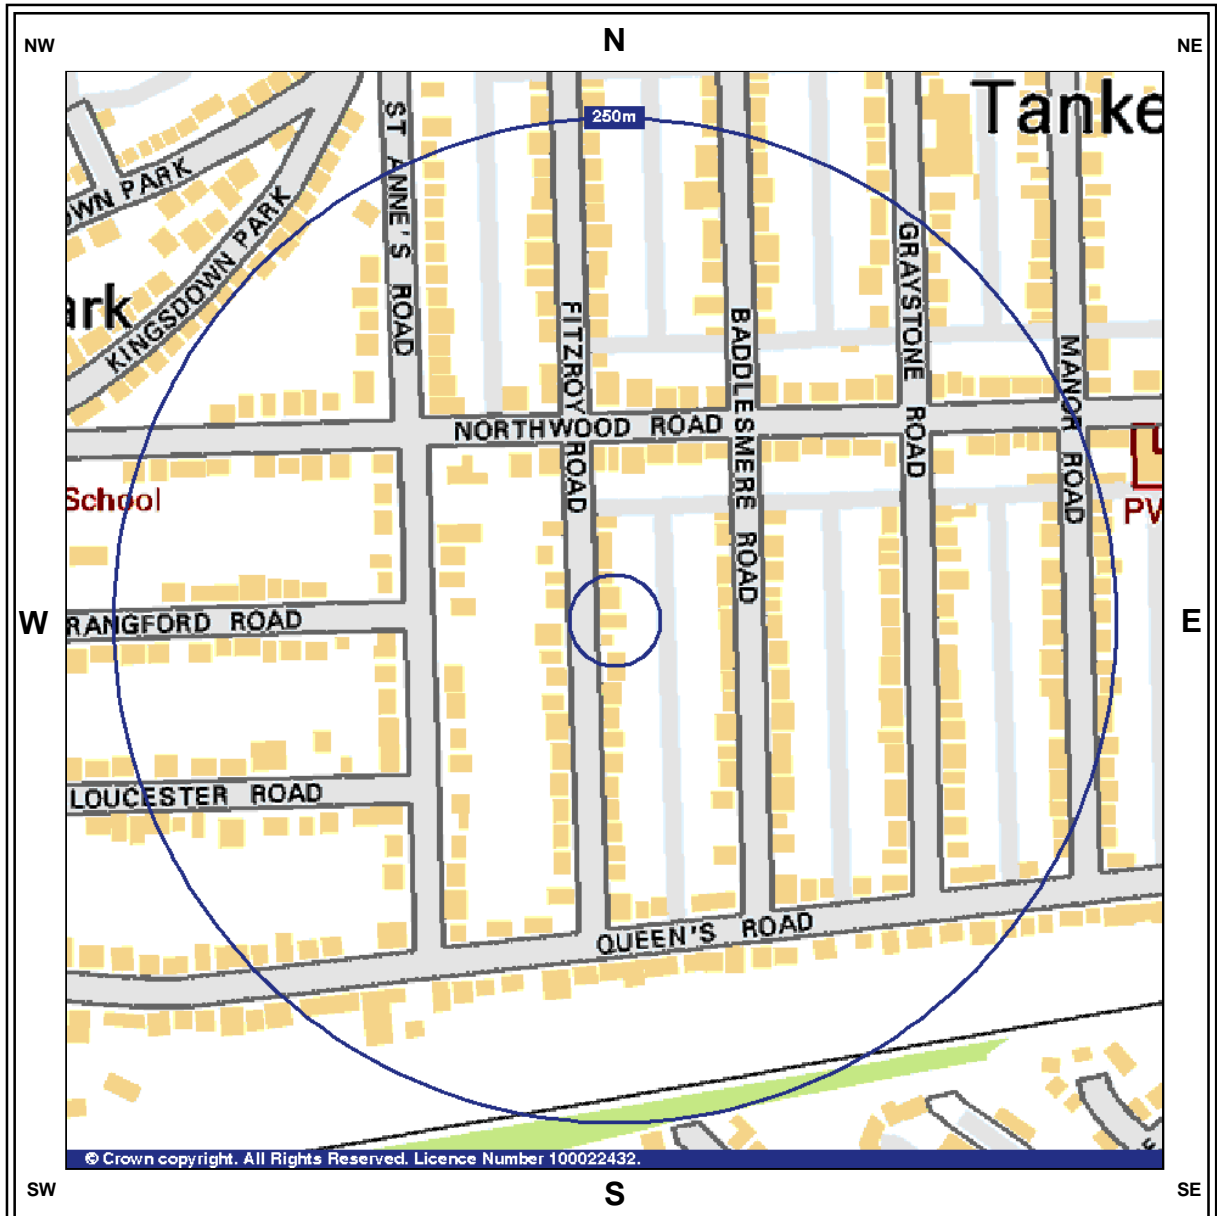 NW
N
NE
Tanke
250m
ST ANNE'S ROAD
OWN PARK
KINGSDOWN PARK
ark
GRAYSTONE ROAD
FITZROY ROAD
BADDLESMERE ROAD
MANOR ROAD
NORTHWOOD ROAD
School
PW
W
RANGFORD ROAD
E
LOUCESTER ROAD
QUEEN'S ROAD
E
© Crown copyright. All Rights Reserved. Licence Number 100022432.
SW
S
SE